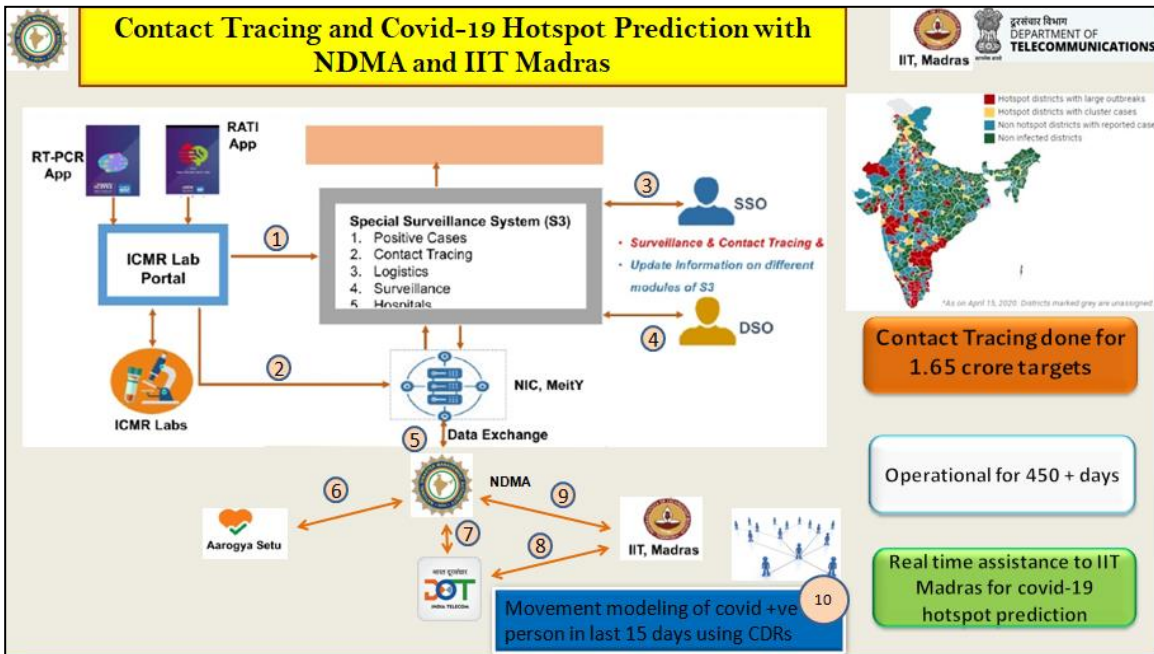 Contact Tracing and Covid-19 Hotspot Prediction with
NDMA and IIT Madras
IIT, Madras
दूरसंचार विभाग
DEPARTMENT OF
TELECOMMUNICATIONS
RT-PCR
App
RATI
App
ICMR Lab
Portal
ICMR Labs
1
2
Special Surveillance System (S3)
1. Positive Cases
2. Contact Tracing
3. Logistics
4. Surveillance
5. Hospitals
3
SSO
• Surveillance & Contact Tracing &
• Update Information on different
modules of S3
4
DSO
NIC, MeitY
5
Data Exchange
NDMA
6
Aarogya Setu
7
8
9
IIT, Madras
भारत दूरसंचार
DOT
INDIA TELECOM
10
Movement modeling of covid +ve
person in last 15 days using CDRs
Hotspot districts with large outbreaks
Hotspot districts with cluster cases
Non hotspot districts with reported case
Non infected districts
*As on April 15, 2020. Districts marked grey are unassigned
Contact Tracing done for
1.65 crore targets
Operational for 450 + days
Real time assistance to IIT
Madras for covid-19
hotspot prediction